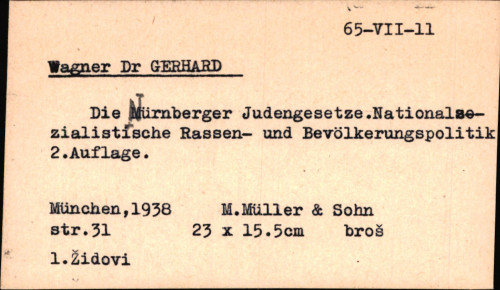 65-VII-11
Wagner Dr GERHARD
Die Nürnberger Judengesetze.Nationalso-
zialistische Rassen- und Bevölkerungspolitik
2.Auflage.
München,1938 M.Müller & Sohn
str.31 23 x 15.5cm broš
1.Židovi